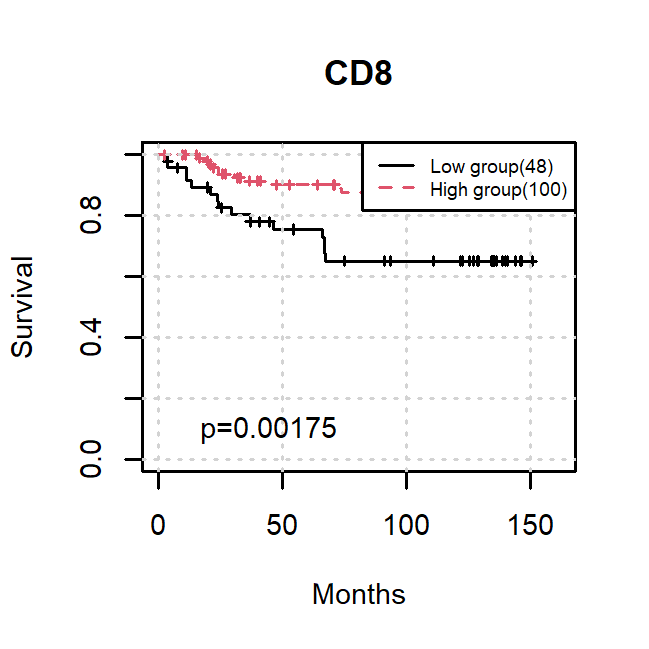 CD8
Low group(48)
High group(100)
Survival
0.8
0.4
0.0
p=0.00175
0 50 100 150
Months